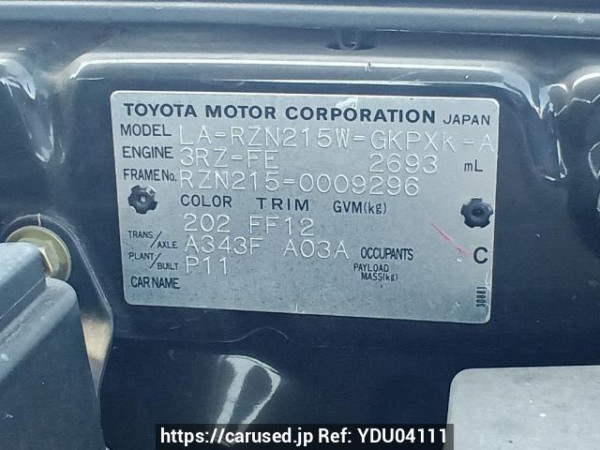 TOYOTA MOTOR CORPORATION JAPAN
MODEL LA-RZN215W-GKPXK-A
ENGINE 3RZ-FE 2693 mL
FRAME No. RZN215-0009296
COLOR TRIM GVM(kg)
202 FF12
TRANS/AXLE A343F A03A OCCUPANTS C
PLANT/BUILT P11 PAYLOAD MASS(kg)
CAR NAME
https://carused.jp Ref: YDU04111